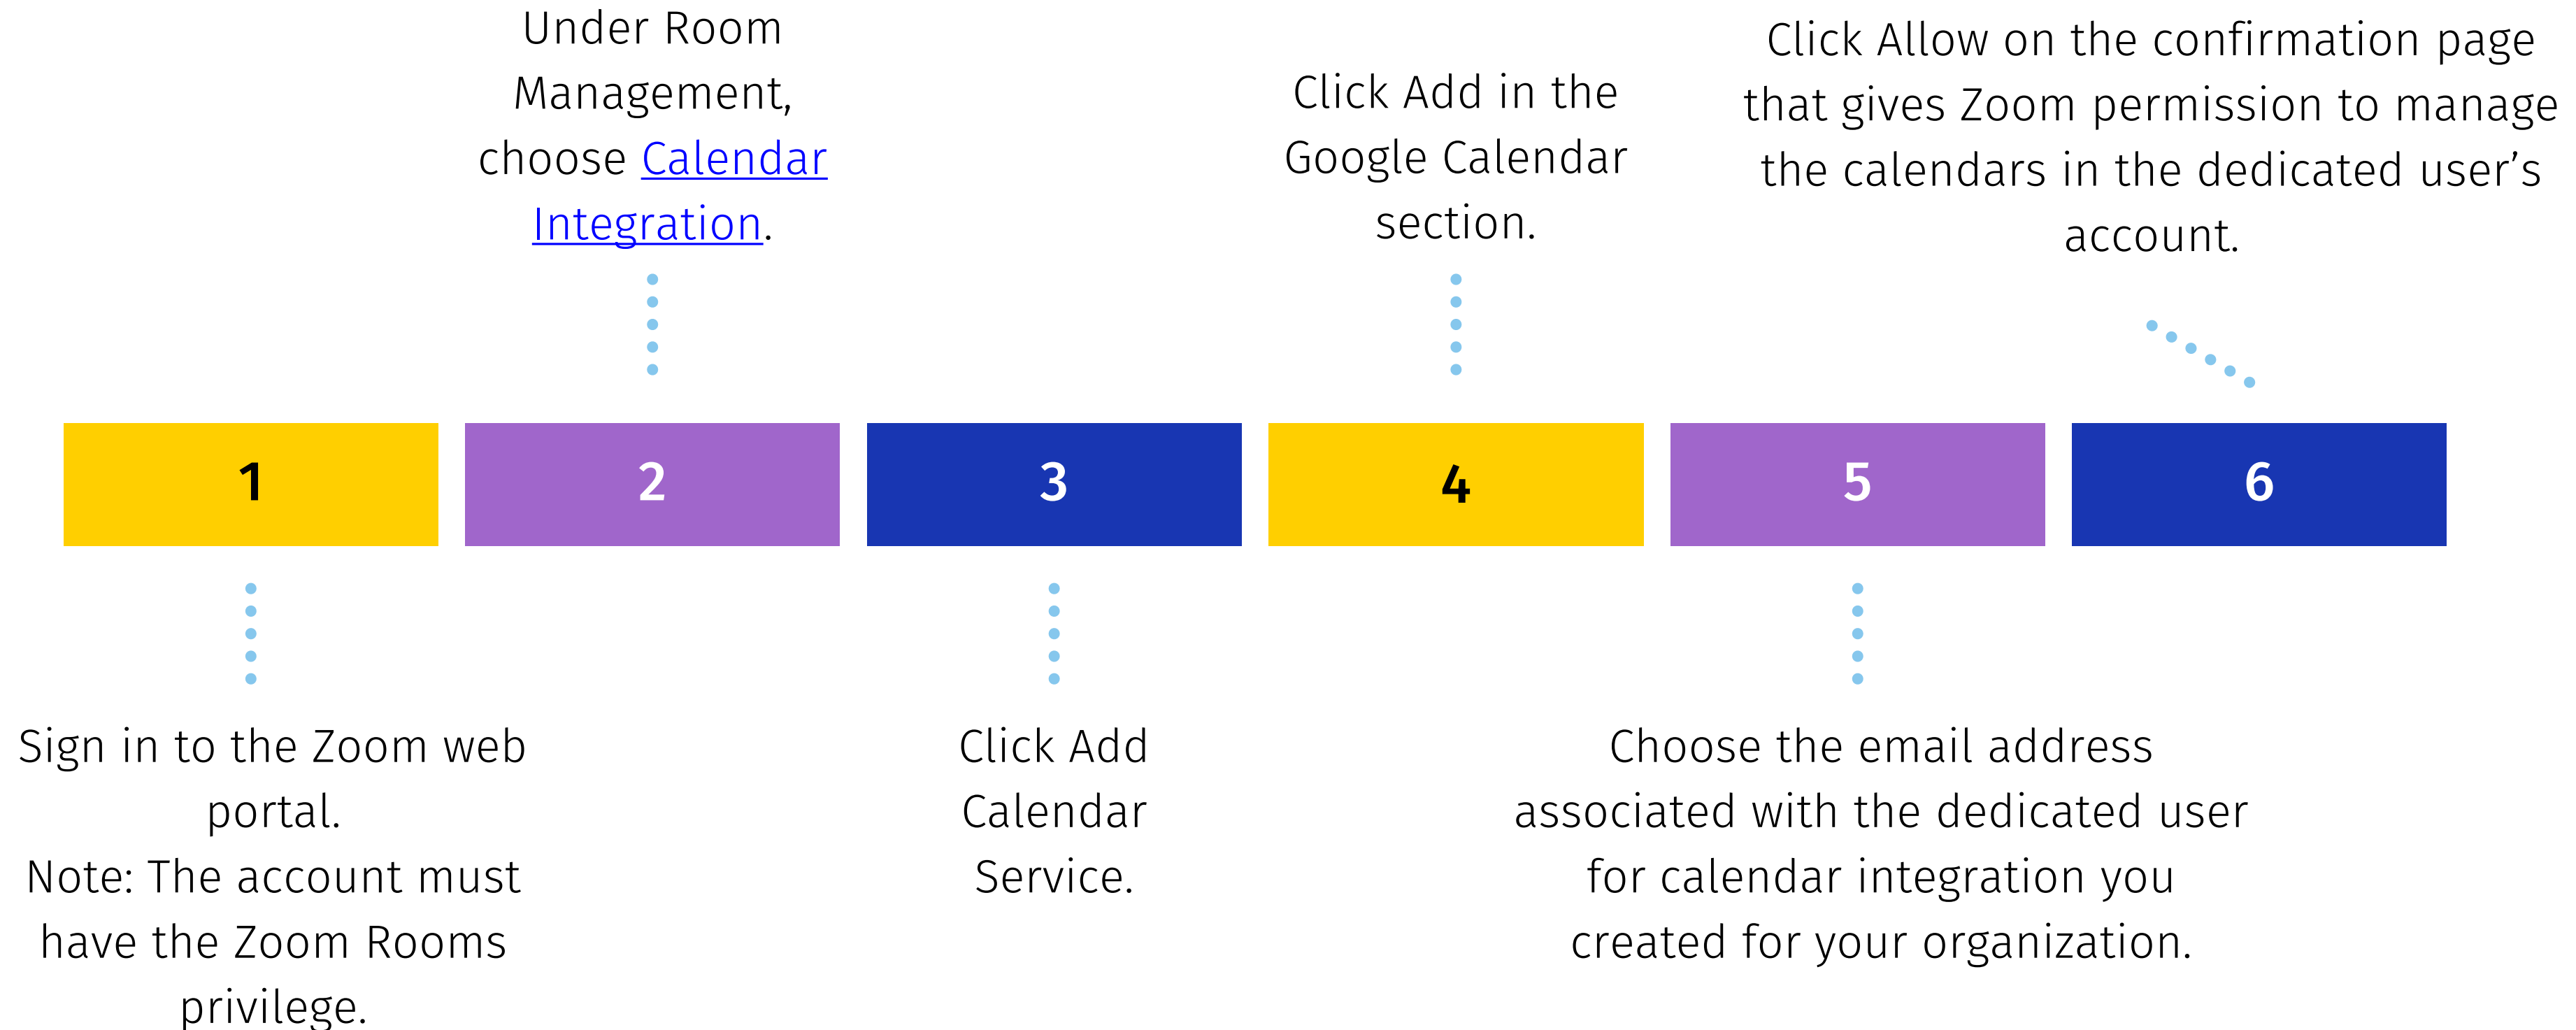 Under Room
Management,
choose Calendar
Integration.
Click Add in the
Google Calendar
section.
Click Allow on the confirmation page
that gives Zoom permission to manage
the calendars in the dedicated user’s
account.
1
2
3
4
5
6
Sign in to the Zoom web
portal.
Note: The account must
have the Zoom Rooms
privilege.
Click Add
Calendar
Service.
Choose the email address
associated with the dedicated user
for calendar integration you
created for your organization.